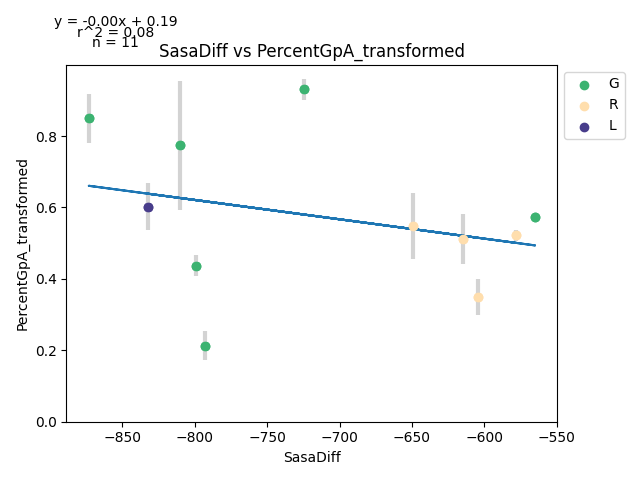 y = -0.00x + 0.19
r^2 = 0.08
n = 11
SasaDiff vs PercentGpA_transformed
G
R
L
PercentGpA_transformed
0.8
0.6
0.4
0.2
0.0
−850 −800 −750 −700 −650 −600 −550
SasaDiff